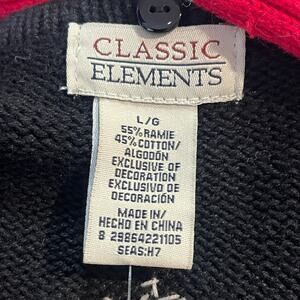 CLASSIC
ELEMENTS
L/G
55% RAMIE
45% COTTON/
ALGODÓN
EXCLUSIVE OF
DECORATION
EXCLUSIVO DE
DECORACIÓN
MADE IN/
HECHO EN CHINA
8 29864221105
SEAS:H7